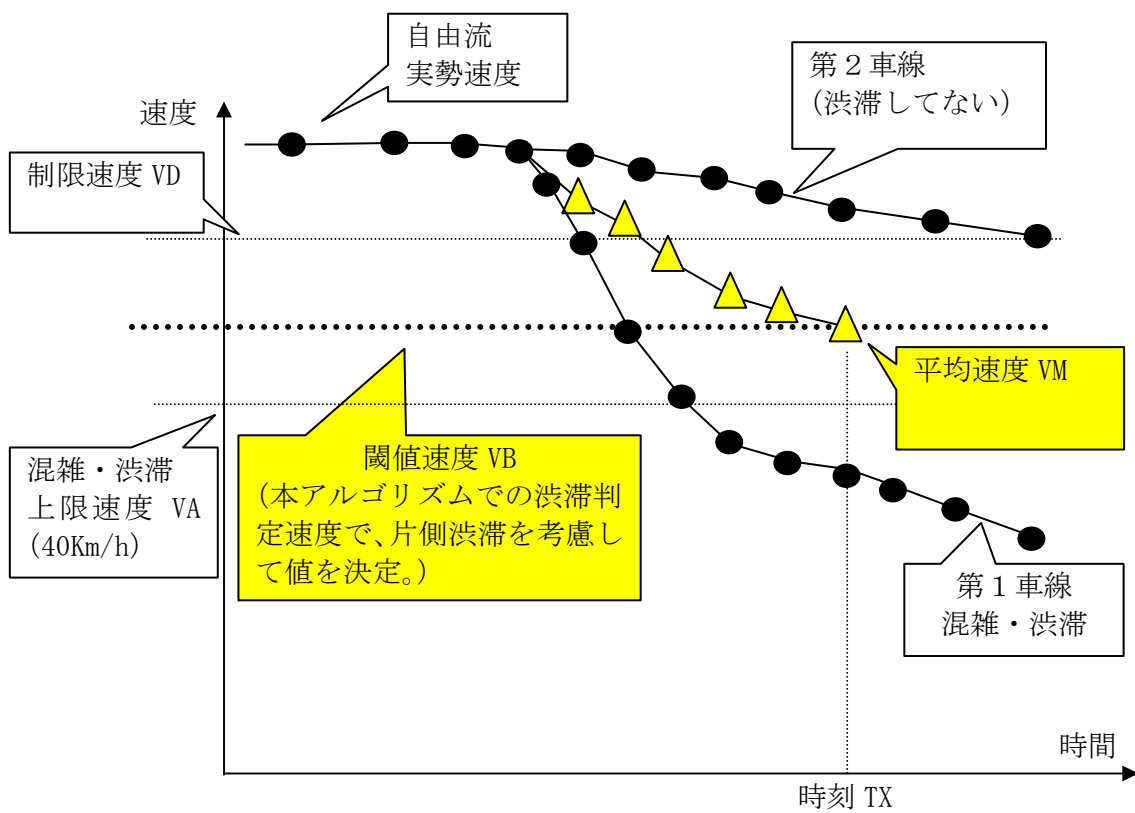 自由流
実勢速度
第２車線
(渋滞してない)
速度
制限速度 VD
平均速度 VM
閾値速度 VB
(本アルゴリズムでの渋滞判
定速度で、片側渋滞を考慮し
て値を決定。)
混雑・渋滞
上限速度 VA
(40Km/h)
第１車線
混雑・渋滞
時間
時刻 TX